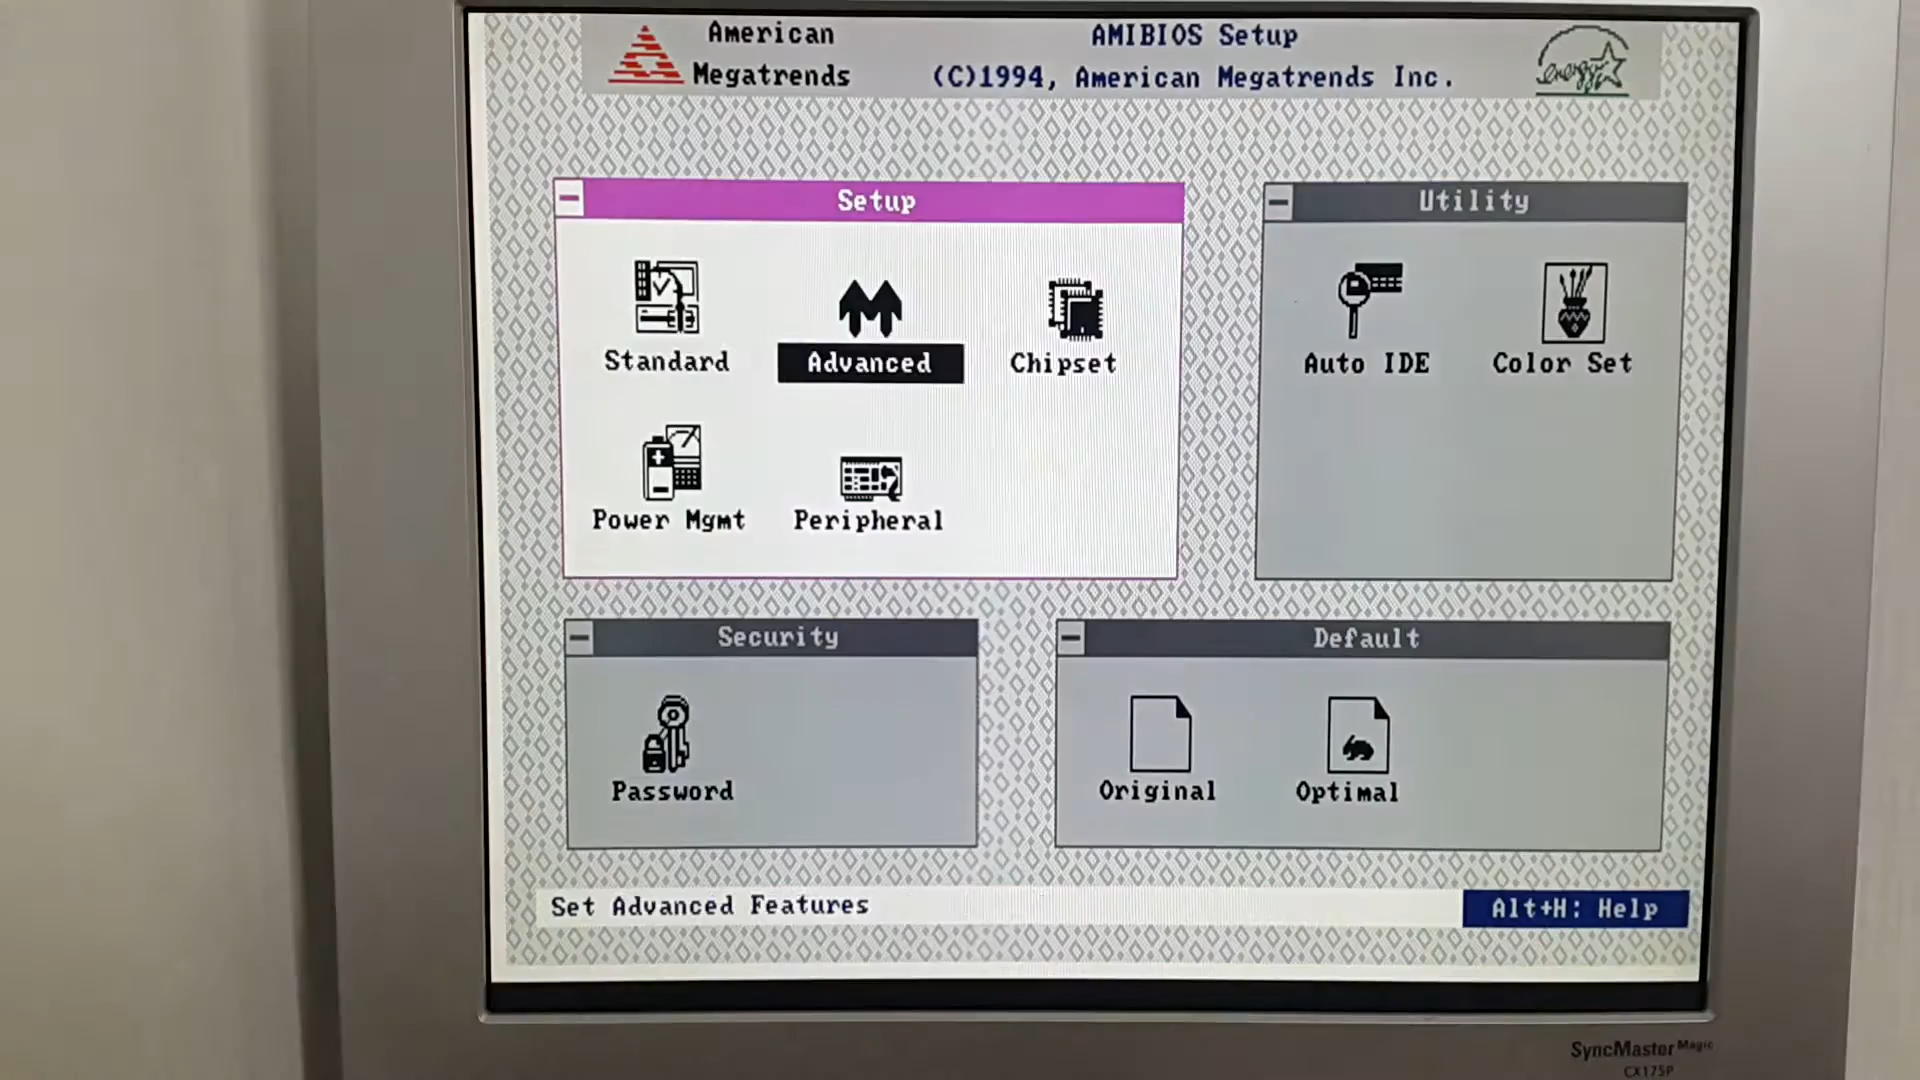 American
Megatrends
AMIBIOS Setup
(C)1994, American Megatrends Inc.
energy
Setup
Utility
Standard
Advanced
Chipset
Auto IDE
Color Set
Power Mgmt
Peripheral
Security
Default
Password
Original
Optimal
Set Advanced Features
Alt+H: Help
SyncMaster Magic
CX175P